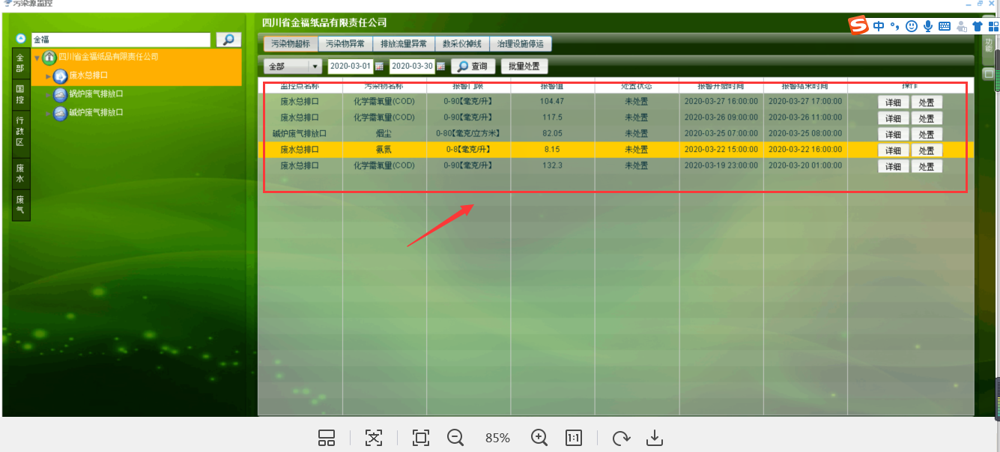 污染源监控
四川省金福纸品有限责任公司
中
金福
污染物超标 污染物异常 排放流量异常 数采仪掉线 治理设施停运
功能
全部 2020-03-01 2020-03-30 查询 批量处置
四川省金福纸品有限责任公司
废水总排口
锅炉废气排放口
碱炉废气排放口
全部
国控
行政区
废水
废气
监控点名称 污染物名称 报警门限 报警值 处置状态 报警开始时间 报警结束时间 操作
废水总排口 化学需氧量(COD) 0-90【毫克/升】 104.47 未处置 2020-03-27 16:00:00 2020-03-27 17:00:00 详细 处置
废水总排口 化学需氧量(COD) 0-90【毫克/升】 117.5 未处置 2020-03-26 09:00:00 2020-03-26 11:00:00 详细 处置
碱炉废气排放口 烟尘 0-80【毫克/立方米】 82.05 未处置 2020-03-25 07:00:00 2020-03-25 08:00:00 详细 处置
废水总排口 氨氮 0-8【毫克/升】 8.15 未处置 2020-03-22 15:00:00 2020-03-22 16:00:00 详细 处置
废水总排口 化学需氧量(COD) 0-90【毫克/升】 132.3 未处置 2020-03-19 23:00:00 2020-03-20 01:00:00 详细 处置
85% 1:1